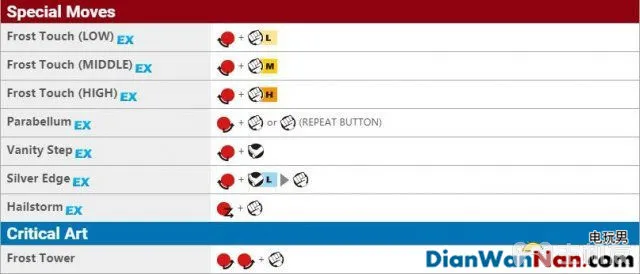 Special Moves
Frost Touch (LOW) EX + L
Frost Touch (MIDDLE) EX + M
Frost Touch (HIGH) EX + H
Parabellum EX + or (REPEAT BUTTON)
Vanity Step EX +
Silver Edge EX + L
Hailstorm EX Z +
Critical Art 电玩男
Frost Tower +
DianWanNan.com